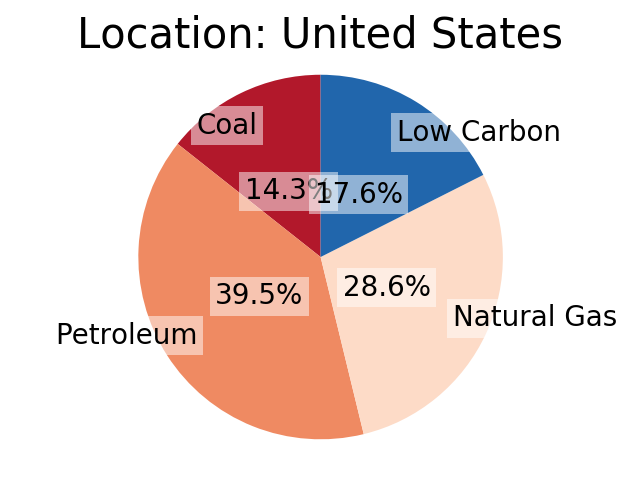 Location: United States
Coal
Low Carbon
14.3%
17.6%
39.5%
28.6%
Petroleum
Natural Gas